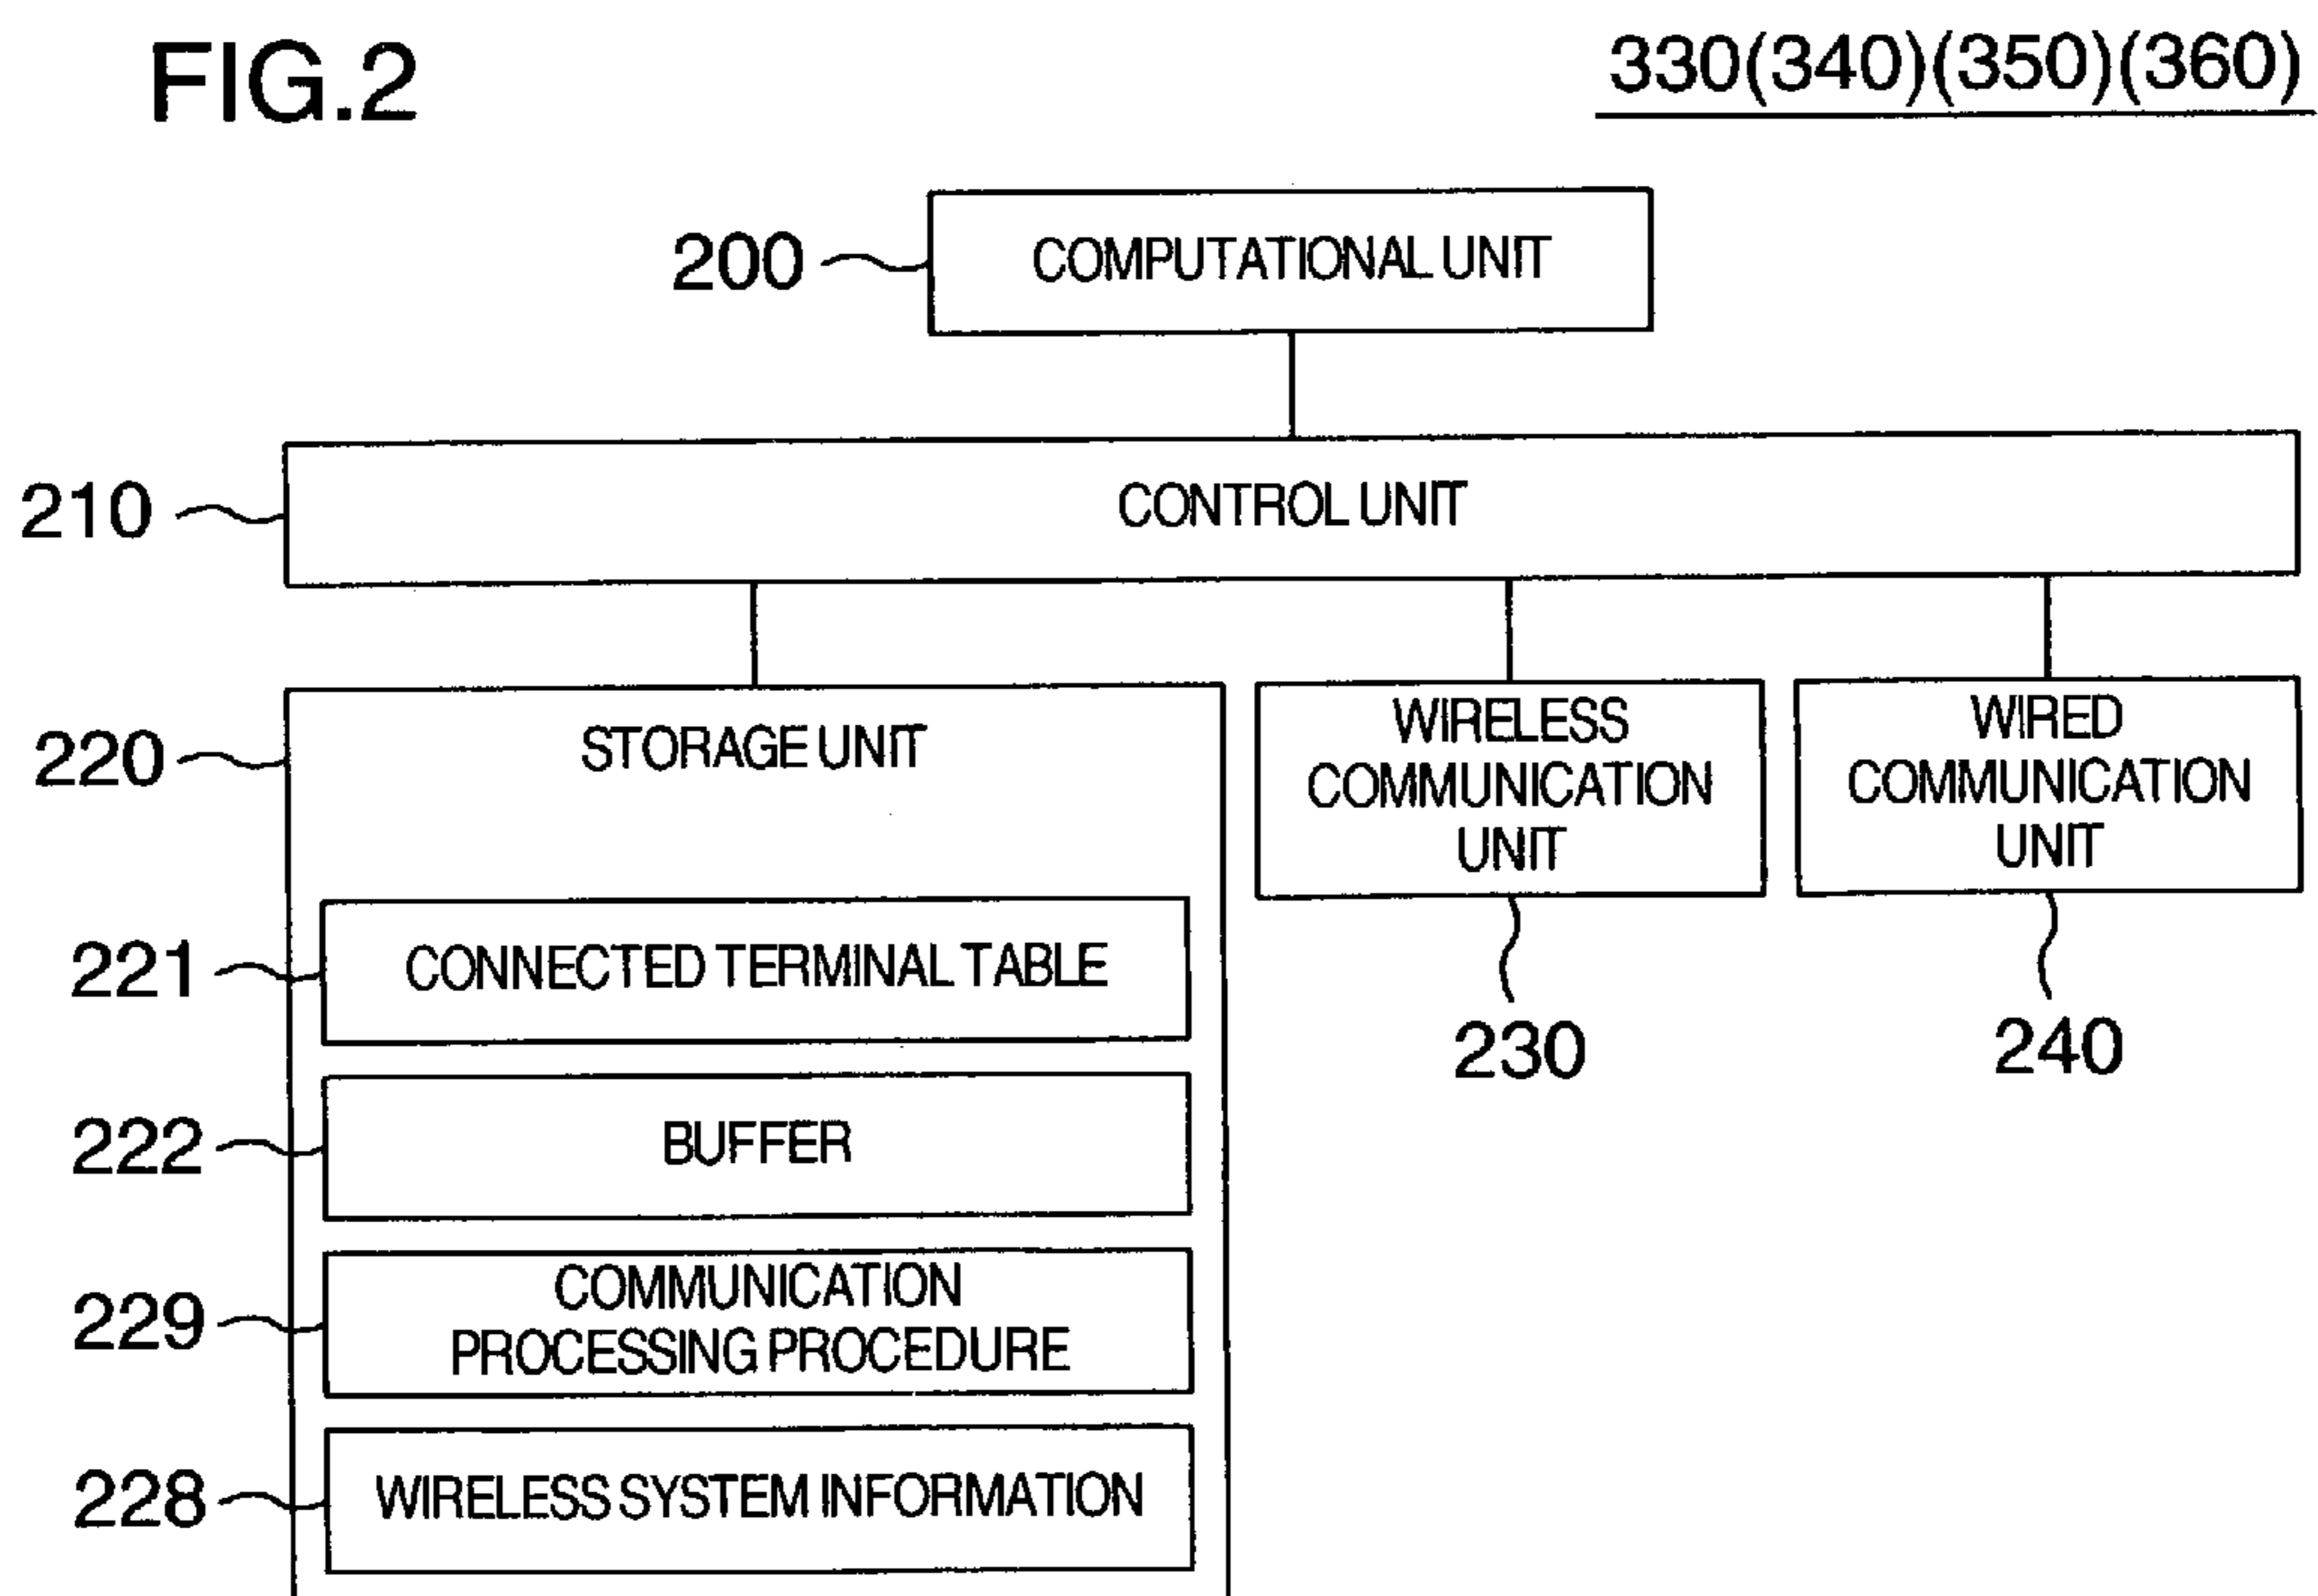 FIG.2
330(340)(350)(360)
200
COMPUTATIONAL UNIT
210
CONTROL UNIT
220
STORAGE UNIT
WIRELESS
COMMUNICATION
UNIT
WIRED
COMMUNICATION
UNIT
221
CONNECTED TERMINAL TABLE
230
240
222
BUFFER
229
COMMUNICATION
PROCESSING PROCEDURE
228
WIRELESS SYSTEM INFORMATION